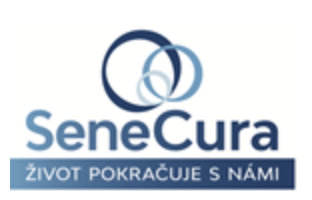 SeneCura
ŽIVOT POKRAČUJE S NÁMI